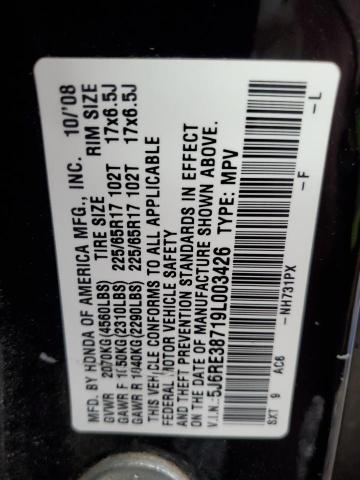 MFD. BY HONDA OF AMERICA MFG., INC. 10/'08
GVWR 2070KG(4560LBS) TIRE SIZE RIM SIZE
GAWR F 1050KG(2310LBS) 225/65R17 102T 17x6.5J
GAWR R 1040KG(2290LBS) 225/65R17 102T 17x6.5J
THIS VEHICLE CONFORMS TO ALL APPLICABLE
FEDERAL MOTOR VEHICLE SAFETY
AND THEFT PREVENTION STANDARDS IN EFFECT
ON THE DATE OF MANUFACTURE SHOWN ABOVE.
V.I.N.: 5J6RE38719L003426 TYPE: MPV
SXT 9 AC6 -NH731PX -F -L